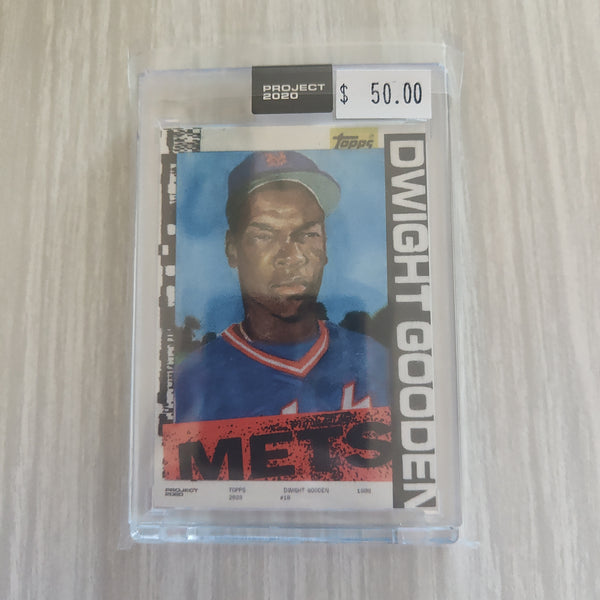 PROJECT
2020
$ 50.00
Topps
DWIGHT GOODEN
METS
PROJECT
2020
TOPPS DWIGHT GOODEN
2020 #18